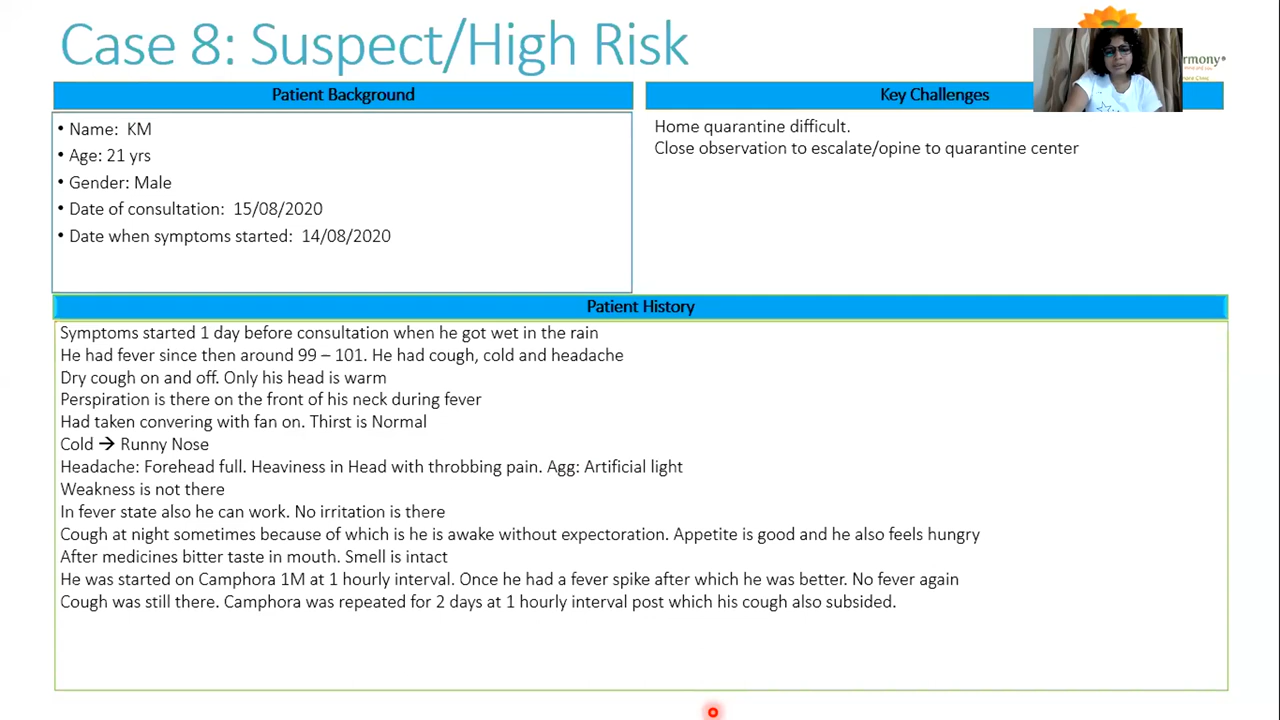 Case 8: Suspect/High Risk
Patient Background
• Name: KM
• Age: 21 yrs
• Gender: Male
• Date of consultation: 15/08/2020
• Date when symptoms started: 14/08/2020
Key Challenges
Home quarantine difficult.
Close observation to escalate/opine to quarantine center
Patient History
Symptoms started 1 day before consultation when he got wet in the rain
He had fever since then around 99 – 101. He had cough, cold and headache
Dry cough on and off. Only his head is warm
Perspiration is there on the front of his neck during fever
Had taken convering with fan on. Thirst is Normal
Cold → Runny Nose
Headache: Forehead full. Heaviness in Head with throbbing pain. Agg: Artificial light
Weakness is not there
In fever state also he can work. No irritation is there
Cough at night sometimes because of which is he is awake without expectoration. Appetite is good and he also feels hungry
After medicines bitter taste in mouth. Smell is intact
He was started on Camphora 1M at 1 hourly interval. Once he had a fever spike after which he was better. No fever again
Cough was still there. Camphora was repeated for 2 days at 1 hourly interval post which his cough also subsided.